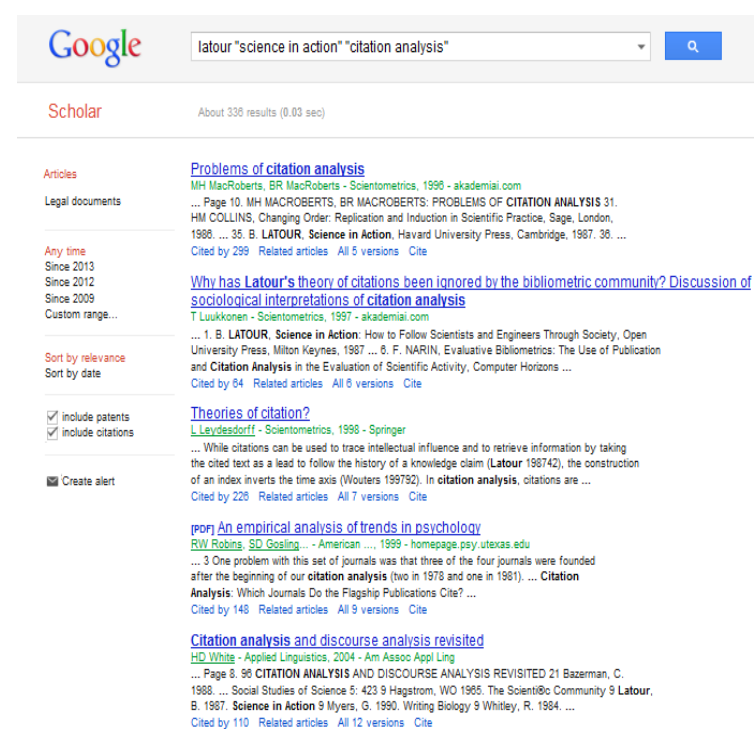 Google
latour "science in action" "citation analysis"
Scholar
About 336 results (0.03 sec)
Articles
Legal documents
Any time
Since 2013
Since 2012
Since 2009
Custom range...
Sort by relevance
Sort by date
include patents
include citations
Create alert
Problems of citation analysis
MH MacRoberts, BR MacRoberts - Scientometrics, 1996 - akademiai.com
... Page 10. MH MACROBERTS, BR MACROBERTS: PROBLEMS OF CITATION ANALYSIS 31.
HM COLLINS, Changing Order: Replication and Induction in Scientific Practice, Sage, London,
1986. ... 35. B. LATOUR, Science in Action, Havard University Press, Cambridge, 1987. 36. ...
Cited by 299 Related articles All 5 versions Cite
Why has Latour's theory of citations been ignored by the bibliometric community? Discussion of
sociological interpretations of citation analysis
T Luukkonen - Scientometrics, 1997 - akademiai.com
... 1. B. LATOUR, Science in Action: How to Follow Scientists and Engineers Through Society, Open
University Press, Milton Keynes, 1987 ... 6. F. NARIN, Evaluative Bibliometrics: The Use of Publication
and Citation Analysis in the Evaluation of Scientific Activity, Computer Horizons ...
Cited by 64 Related articles All 6 versions Cite
Theories of citation?
L Leydesdorff - Scientometrics, 1998 - Springer
... While citations can be used to trace intellectual influence and to retrieve information by taking
the cited text as a lead to follow the history of a knowledge claim (Latour 198742), the construction
of an index inverts the time axis (Wouters 199792). In citation analysis, citations are ...
Cited by 226 Related articles All 7 versions Cite
[PDF] An empirical analysis of trends in psychology
RW Robins, SD Gosling... - American ..., 1999 - homepage.psy.utexas.edu
... 3 One problem with this set of journals was that three of the four journals were founded
after the beginning of our citation analysis (two in 1978 and one in 1981). ... Citation
Analysis: Which Journals Do the Flagship Publications Cite? ...
Cited by 148 Related articles All 9 versions Cite
Citation analysis and discourse analysis revisited
HD White - Applied Linguistics, 2004 - Am Assoc Appl Ling
... Page 8. 96 CITATION ANALYSIS AND DISCOURSE ANALYSIS REVISITED 21 Bazerman, C.
1988. ... Social Studies of Science 5: 423 9 Hagstrom, WO 1965. The Scienti®c Community 9 Latour,
B. 1987. Science in Action 9 Myers, G. 1990. Writing Biology 9 Whitley, R. 1984. ...
Cited by 110 Related articles All 12 versions Cite